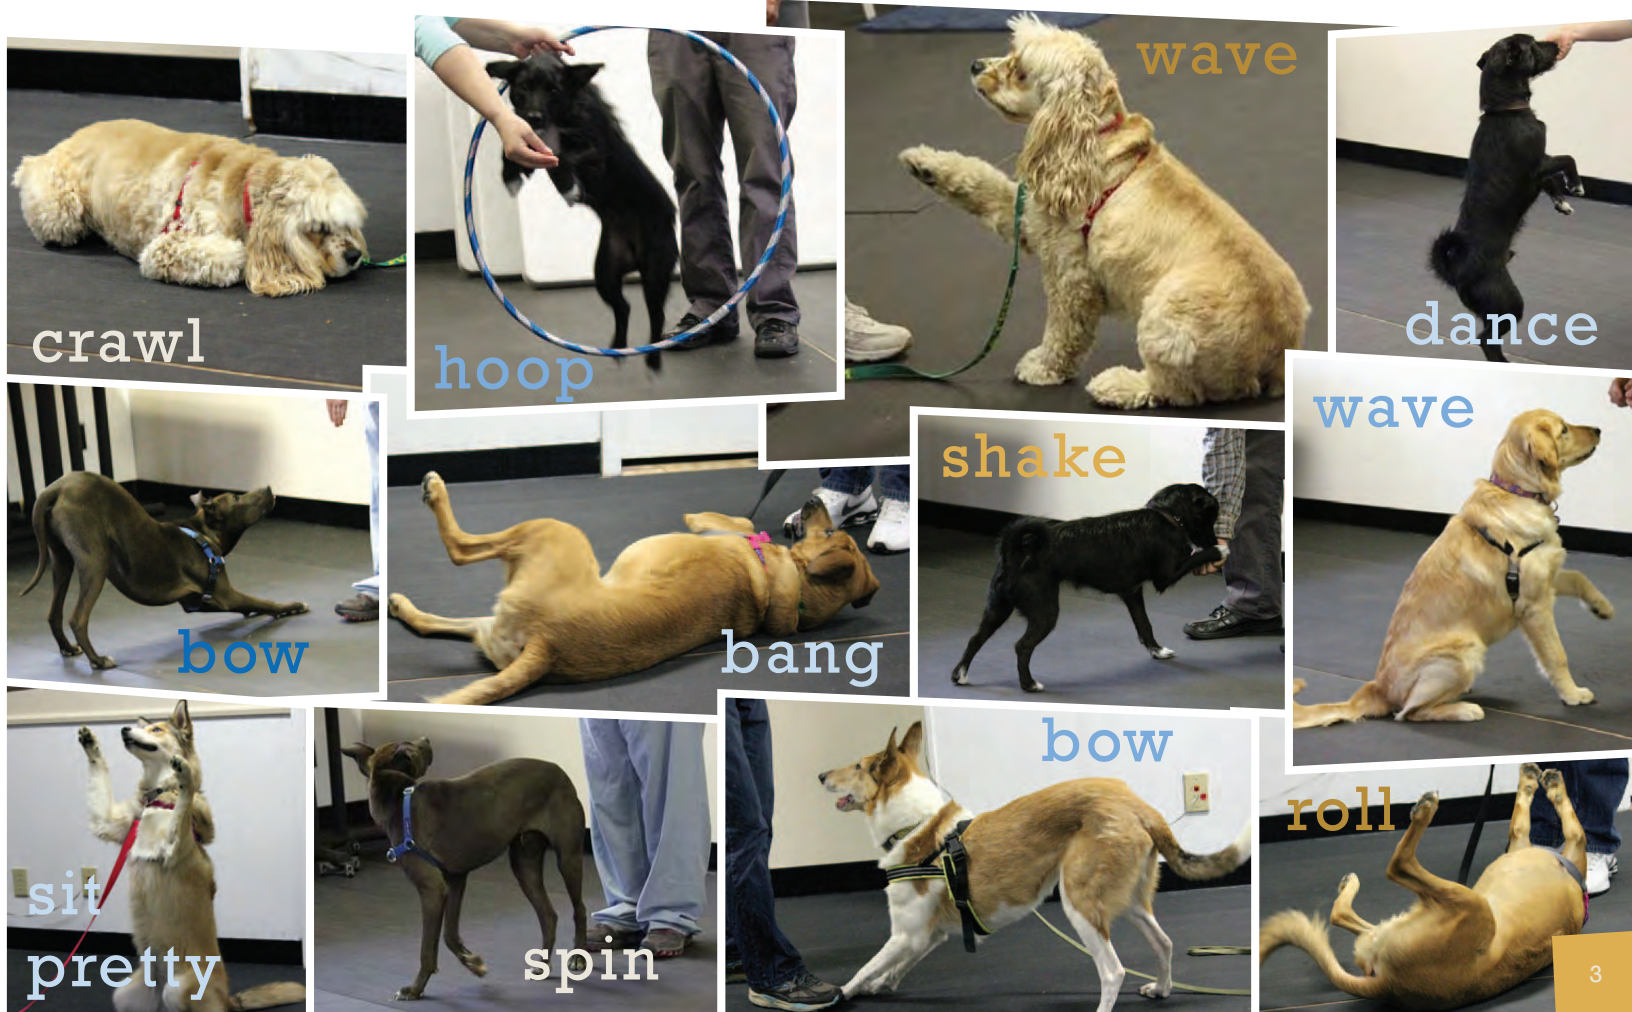 crawl
hoop
wave
dance
bow
bang
shake
wave
sit
pretty
spin
bow
roll
3